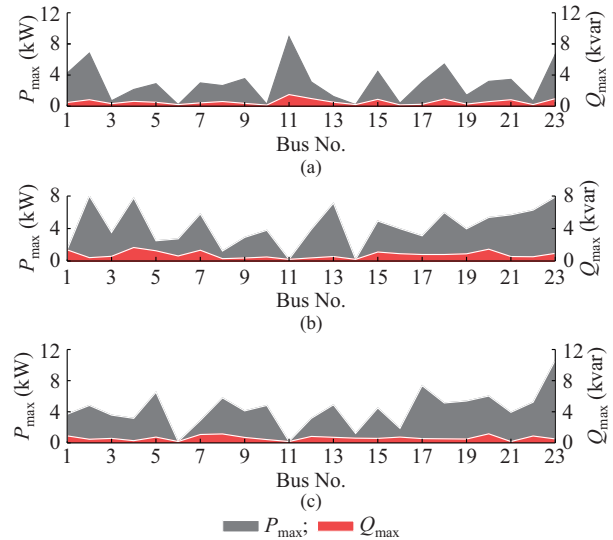 12 12
8 8
4 4
0 0
P_max (kW) Q_max (kvar)
1 3 5 7 9 11 13 15 17 19 21 23
Bus No.
(a)
8 8
4 4
0 0
P_max (kW) Q_max (kvar)
1 3 5 7 9 11 13 15 17 19 21 23
Bus No.
(b)
12 12
8 8
4 4
0 0
P_max (kW) Q_max (kvar)
1 3 5 7 9 11 13 15 17 19 21 23
Bus No.
(c)
P_max; Q_max